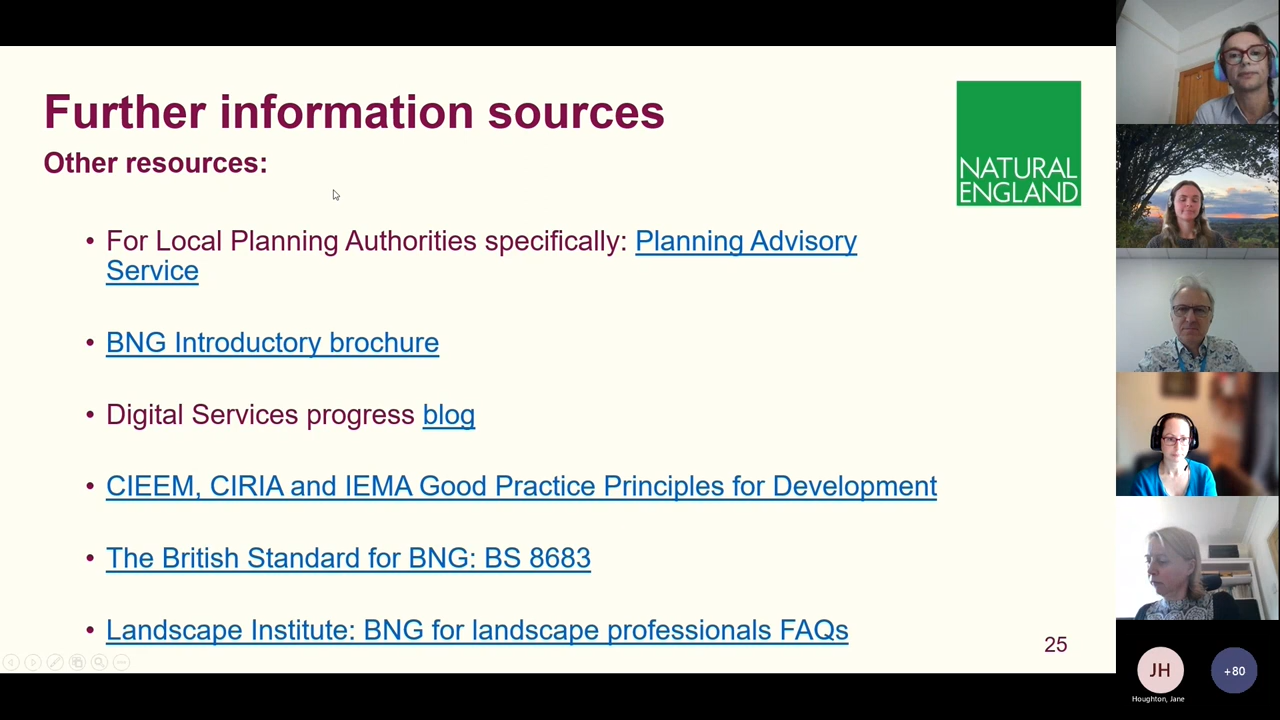 Further information sources
Other resources:
NATURAL
ENGLAND
• For Local Planning Authorities specifically: Planning Advisory
Service
• BNG Introductory brochure
• Digital Services progress blog
• CIEEM, CIRIA and IEMA Good Practice Principles for Development
• The British Standard for BNG: BS 8683
• Landscape Institute: BNG for landscape professionals FAQs
25
JH
+80
Houghton, Jane